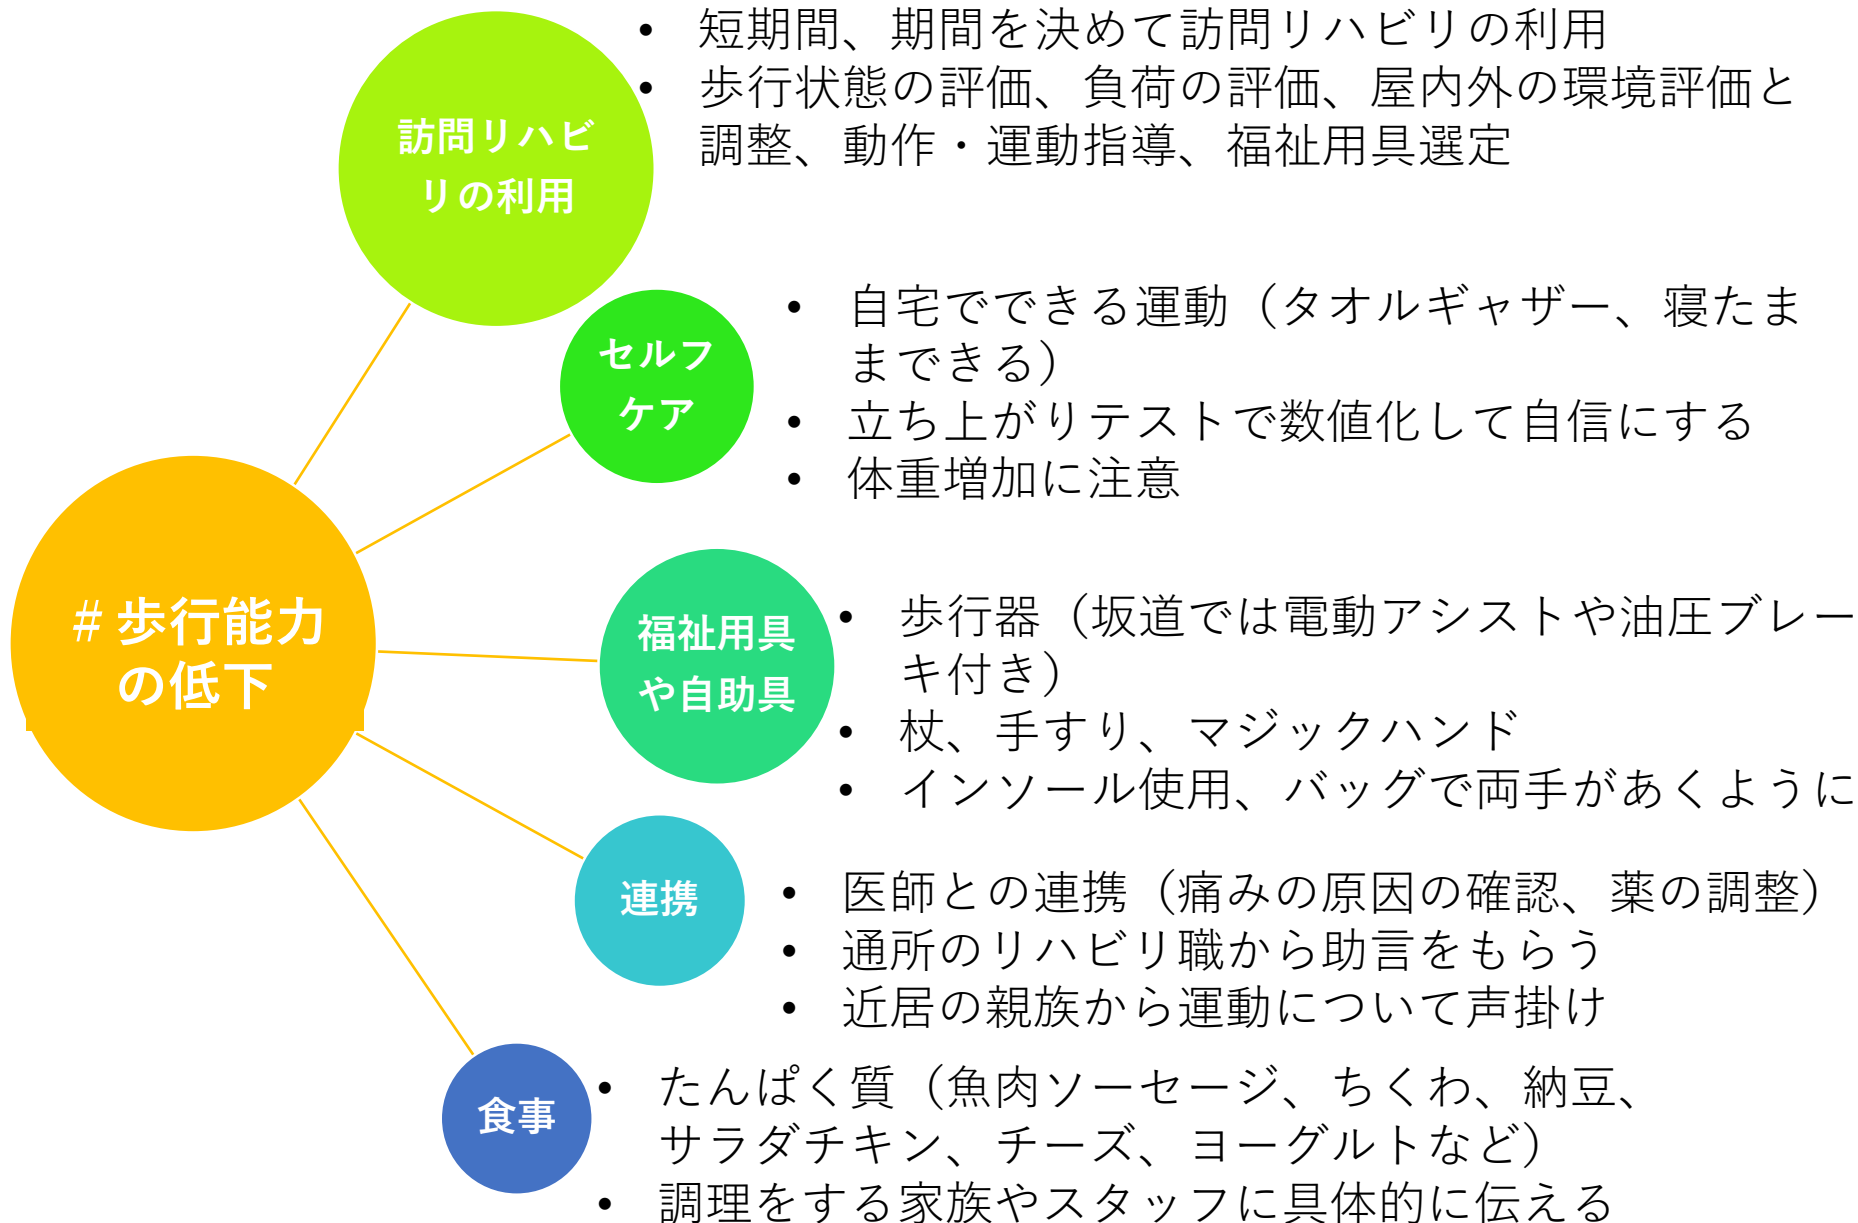 • 短期間、期間を決めて訪問リハビリの利用
• 歩行状態の評価、負荷の評価、屋内外の環境評価と
調整、動作・運動指導、福祉用具選定
訪問リハビ
リの利用
• 自宅でできる運動（タオルギャザー、寝たま
まできる）
• 立ち上がりテストで数値化して自信にする
• 体重増加に注意
セルフ
ケア
#歩行能力
の低下
福祉用具
や自助具
• 歩行器（坂道では電動アシストや油圧ブレー
キ付き）
• 杖、手すり、マジックハンド
• インソール使用、バッグで両手があくように
連携
• 医師との連携（痛みの原因の確認、薬の調整）
• 通所のリハビリ職から助言をもらう
• 近居の親族から運動について声掛け
食事
• たんぱく質（魚肉ソーセージ、ちくわ、納豆、
サラダチキン、チーズ、ヨーグルトなど）
• 調理をする家族やスタッフに具体的に伝える